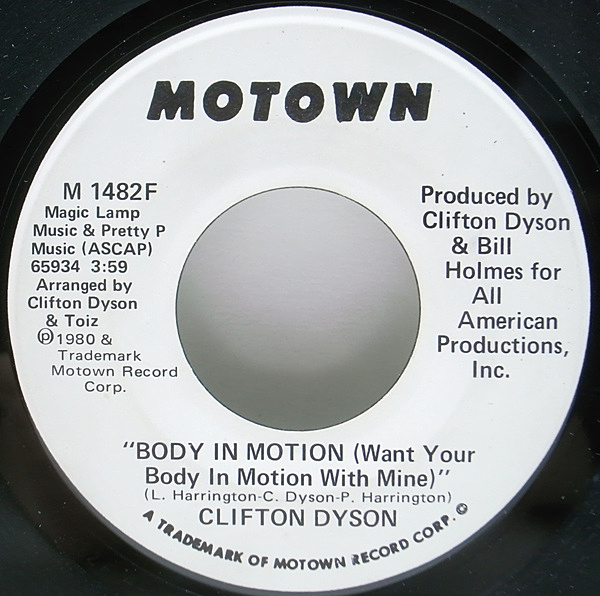 MOTOWN
M 1482F
Magic Lamp
Music & Pretty P
Music (ASCAP)
65934 3:59
Arranged by
Clifton Dyson
& Toiz
Ⓟ1980 &
Trademark
Motown Record
Corp.
Produced by
Clifton Dyson
& Bill
Holmes for
All
American
Productions,
Inc.
"BODY IN MOTION (Want Your
Body In Motion With Mine)"
(L. Harrington-C. Dyson-P. Harrington)
CLIFTON DYSON
A TRADEMARK OF MOTOWN RECORD CORP. ©